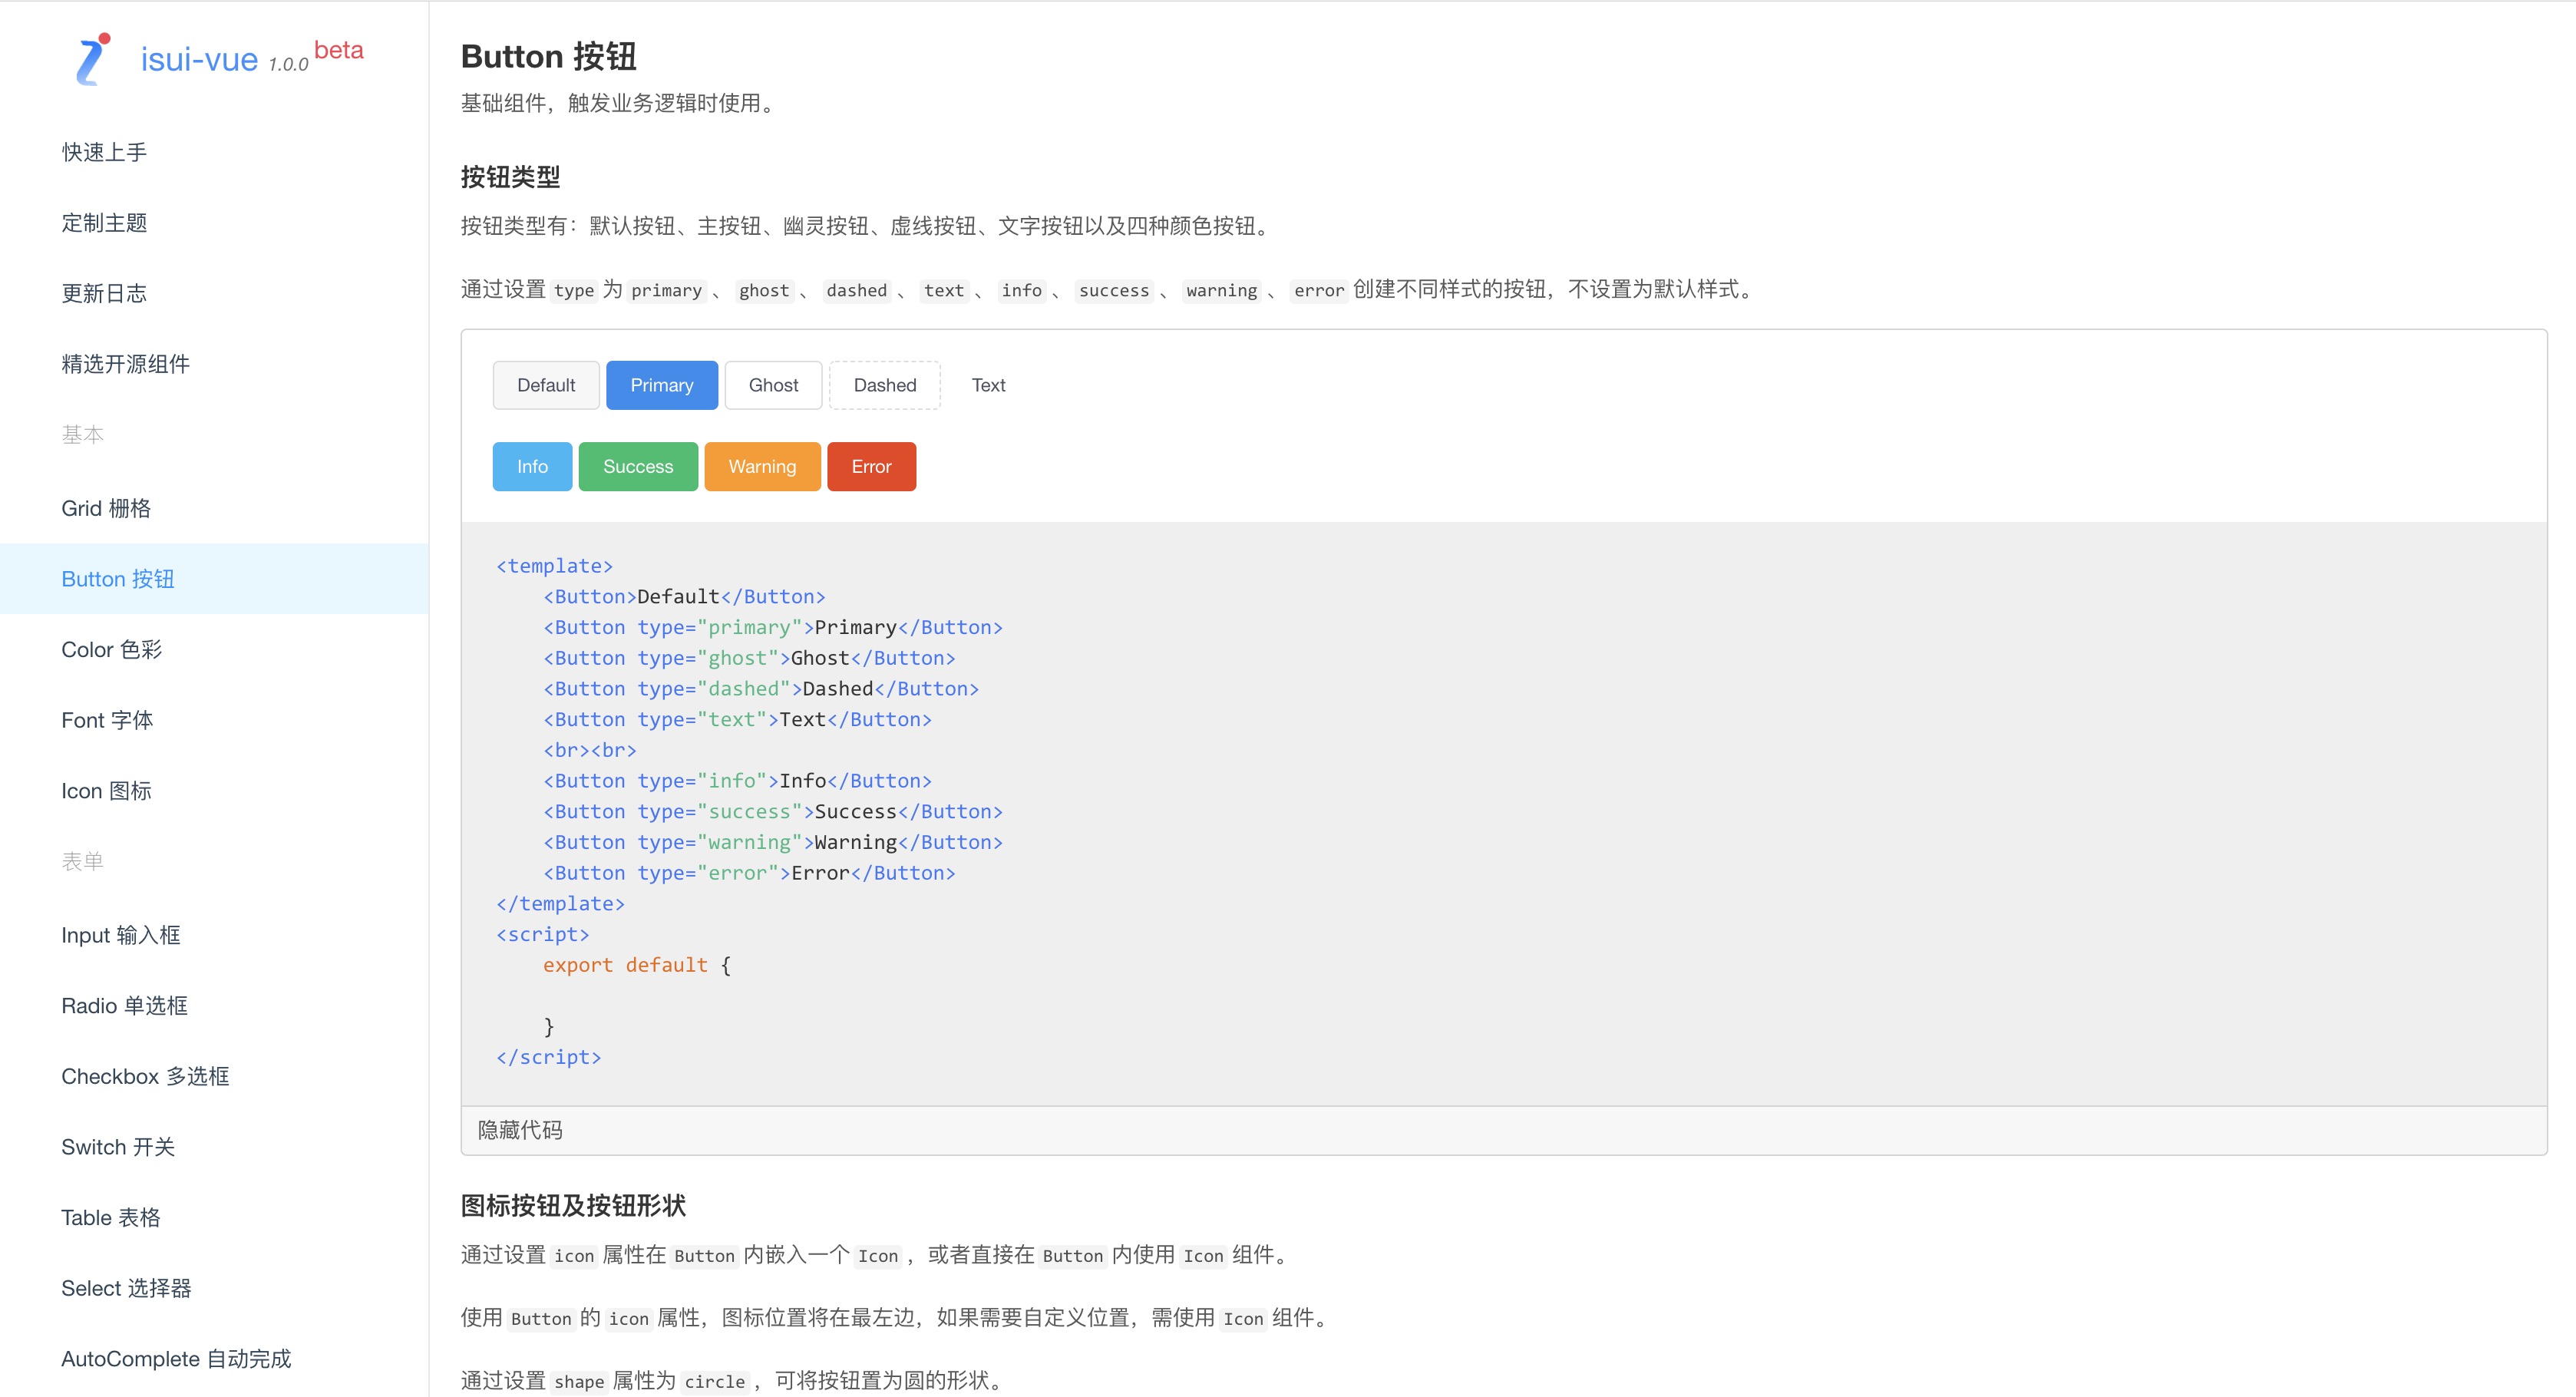 isui-vue 1.0.0 beta
快速上手
定制主题
更新日志
精选开源组件
基本
Grid 栅格
Button 按钮
Color 色彩
Font 字体
Icon 图标
表单
Input 输入框
Radio 单选框
Checkbox 多选框
Switch 开关
Table 表格
Select 选择器
AutoComplete 自动完成
Button 按钮
基础组件，触发业务逻辑时使用。
按钮类型
按钮类型有：默认按钮、主按钮、幽灵按钮、虚线按钮、文字按钮以及四种颜色按钮。
通过设置 type 为 primary 、 ghost 、 dashed 、 text 、 info 、 success 、 warning 、 error 创建不同样式的按钮，不设置为默认样式。
Default Primary Ghost Dashed Text
Info Success Warning Error
<template>
    <Button>Default</Button>
    <Button type="primary">Primary</Button>
    <Button type="ghost">Ghost</Button>
    <Button type="dashed">Dashed</Button>
    <Button type="text">Text</Button>
    <br><br>
    <Button type="info">Info</Button>
    <Button type="success">Success</Button>
    <Button type="warning">Warning</Button>
    <Button type="error">Error</Button>
</template>
<script>
    export default {
    }
</script>
隐藏代码
图标按钮及按钮形状
通过设置 icon 属性在 Button 内嵌入一个 Icon ，或者直接在 Button 内使用 Icon 组件。
使用 Button 的 icon 属性，图标位置将在最左边，如果需要自定义位置，需使用 Icon 组件。
通过设置 shape 属性为 circle ，可将按钮置为圆的形状。